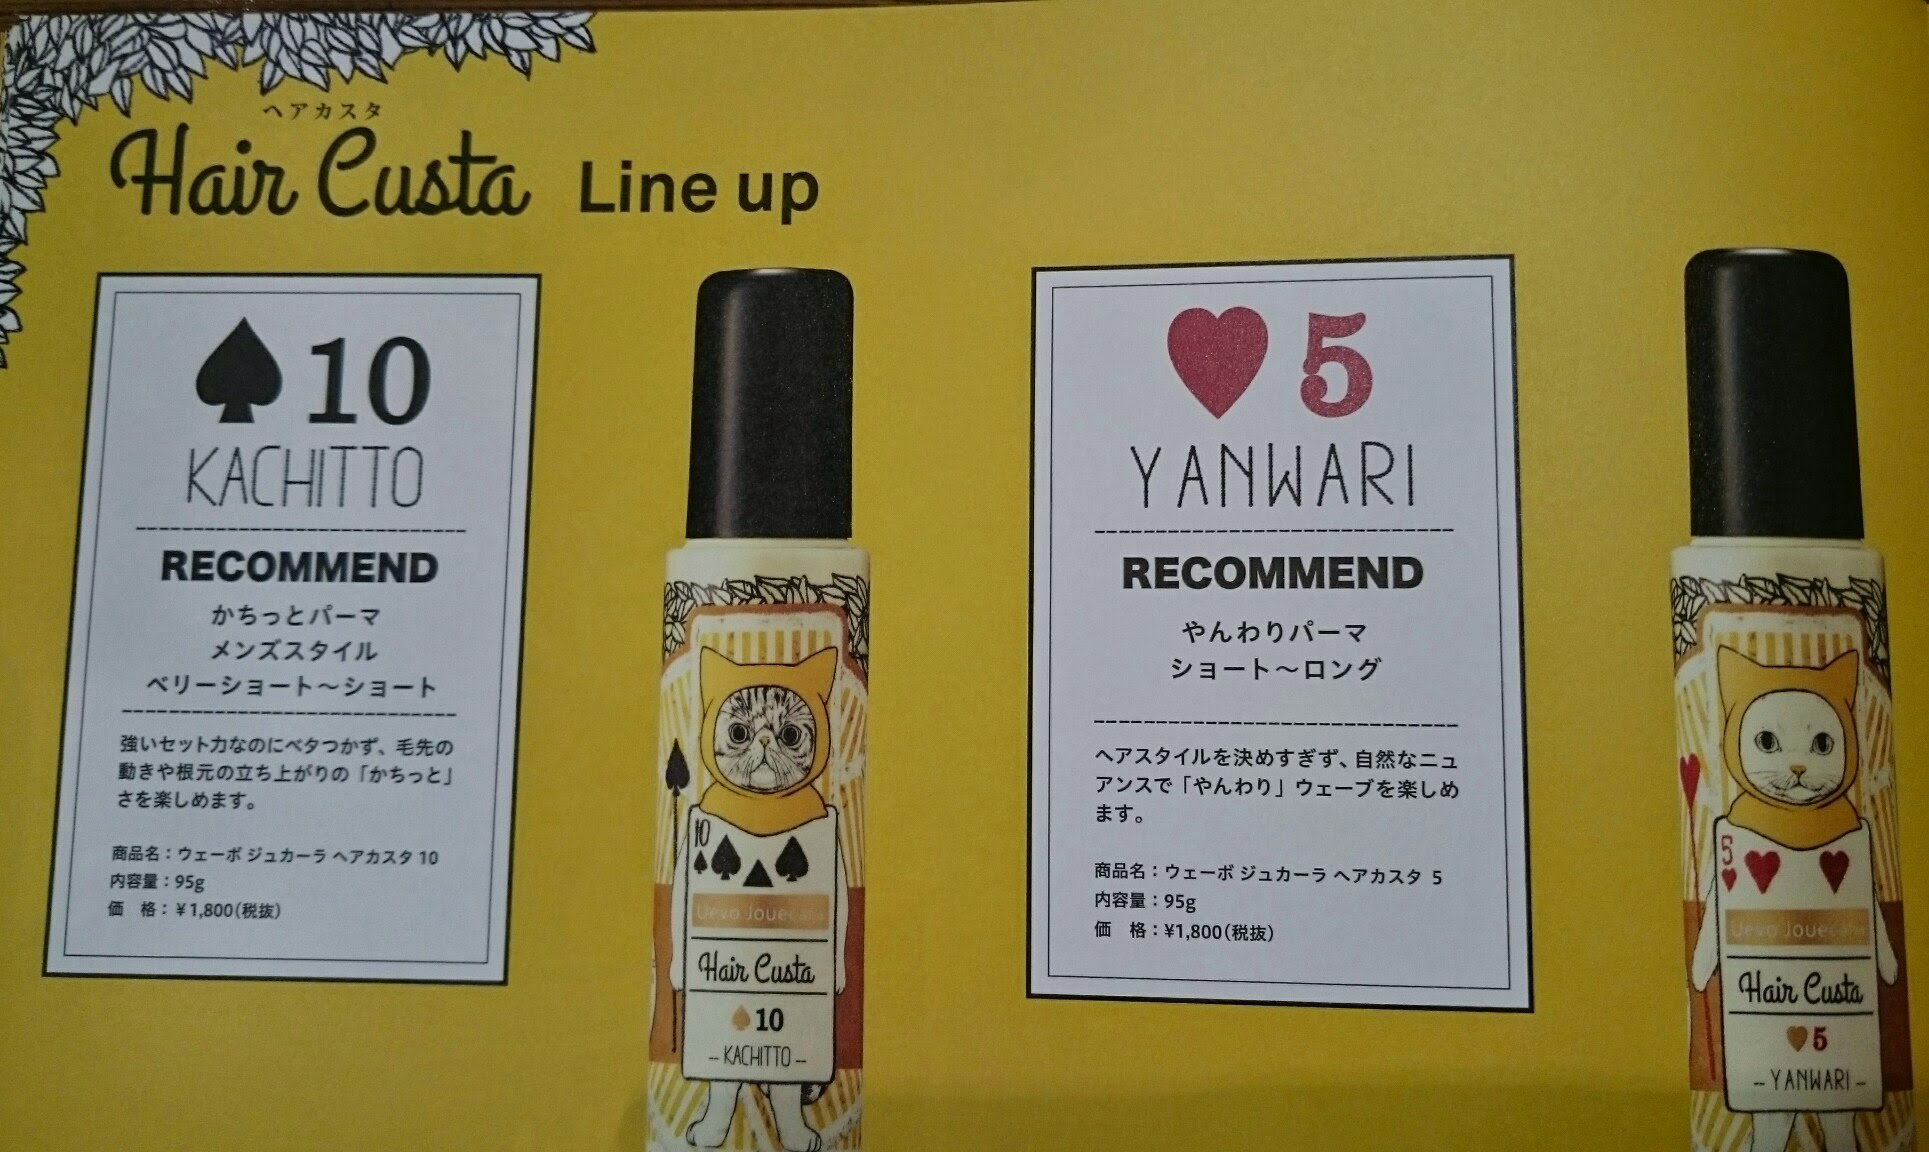 ヘアカスタ
Hair Custa Line up
♠10
KACHITTO
RECOMMEND
かちっとパーマ
メンズスタイル
ベリーショート〜ショート
強いセット力なのにベタつかず、毛先の
動きや根元の立ち上がりの「かちっと」
さを楽しめます。
商品名：ウェーボ ジュカーラ ヘアカスタ 10
内容量：95g
価　格：¥1,800（税抜）
10
Uevo Jouecara
Hair Custa
♠10
– KACHITTO –
♥5
YANWARI
RECOMMEND
やんわりパーマ
ショート〜ロング
ヘアスタイルを決めすぎず、自然なニュ
アンスで「やんわり」ウェーブを楽しめ
ます。
商品名：ウェーボ ジュカーラ ヘアカスタ 5
内容量：95g
価　格：¥1,800（税抜）
5
Uevo Jouecara
Hair Custa
♥5
– YANWARI –